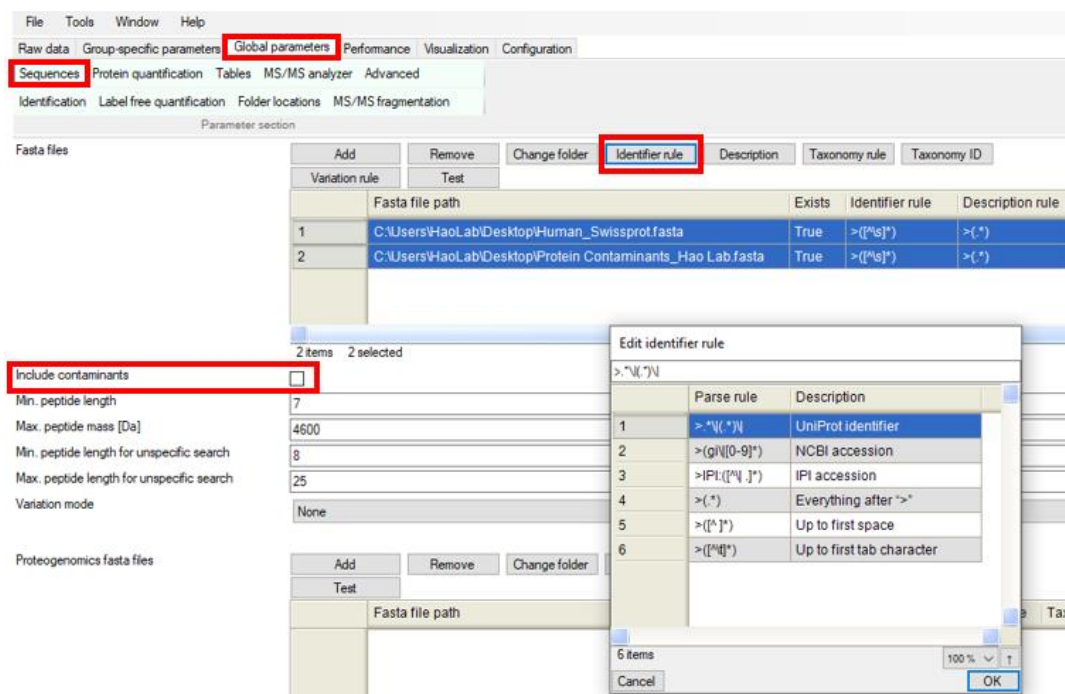 File Tools Window Help
Raw data Group-specific parameters Global parameters Performance Visualization Configuration
Sequences Protein quantification Tables MS/MS analyzer Advanced
Identification Label free quantification Folder locations MS/MS fragmentation
Parameter section
Fasta files Add Remove Change folder Identifier rule Description Taxonomy rule Taxonomy ID
Variation rule Test
Fasta file path Exists Identifier rule Description rule
1 C:\Users\HaoLab\Desktop\Human_Swissprot.fasta True >([^\s]*) >(.*)
2 C:\Users\HaoLab\Desktop\Protein Contaminants_Hao Lab.fasta True >([^\s]*) >(.*)
2 items 2 selected
Include contaminants
Min. peptide length 7
Max. peptide mass [Da] 4600
Min. peptide length for unspecific search 8
Max. peptide length for unspecific search 25
Variation mode None
Proteogenomics fasta files Add Remove Change folder
Test
Fasta file path
Edit identifier rule
>.*\|(.*)\|
Parse rule Description
1 >.*\|(.*)\| UniProt identifier
2 >(gi\|[0-9]*) NCBI accession
3 >IPI:([^\| .]*) IPI accession
4 >(.*) Everything after ">"
5 >([^ ]*) Up to first space
6 >([^\t]*) Up to first tab character
6 items 100 %
Cancel OK